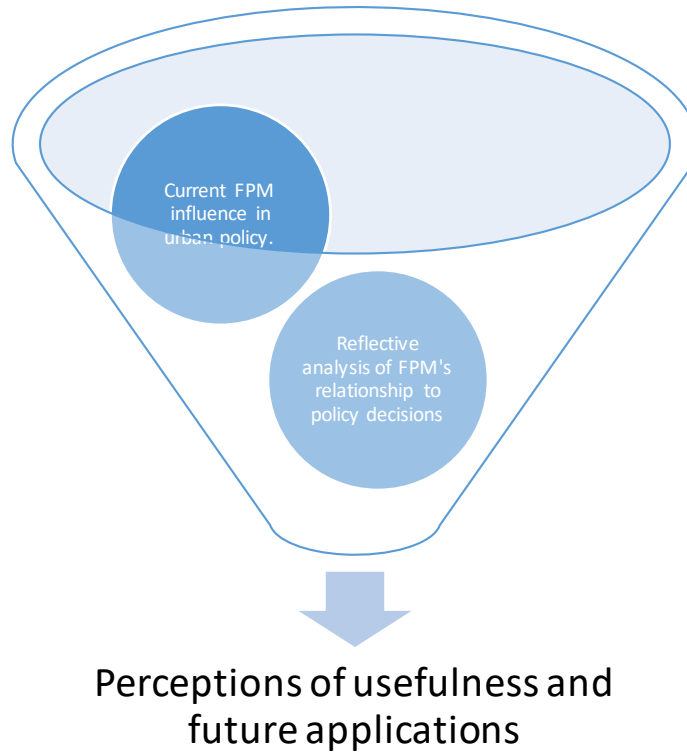 Current FPM
influence in
urban policy.
Reflective
analysis of FPM's
relationship to
policy decisions
Perceptions of usefulness and
future applications